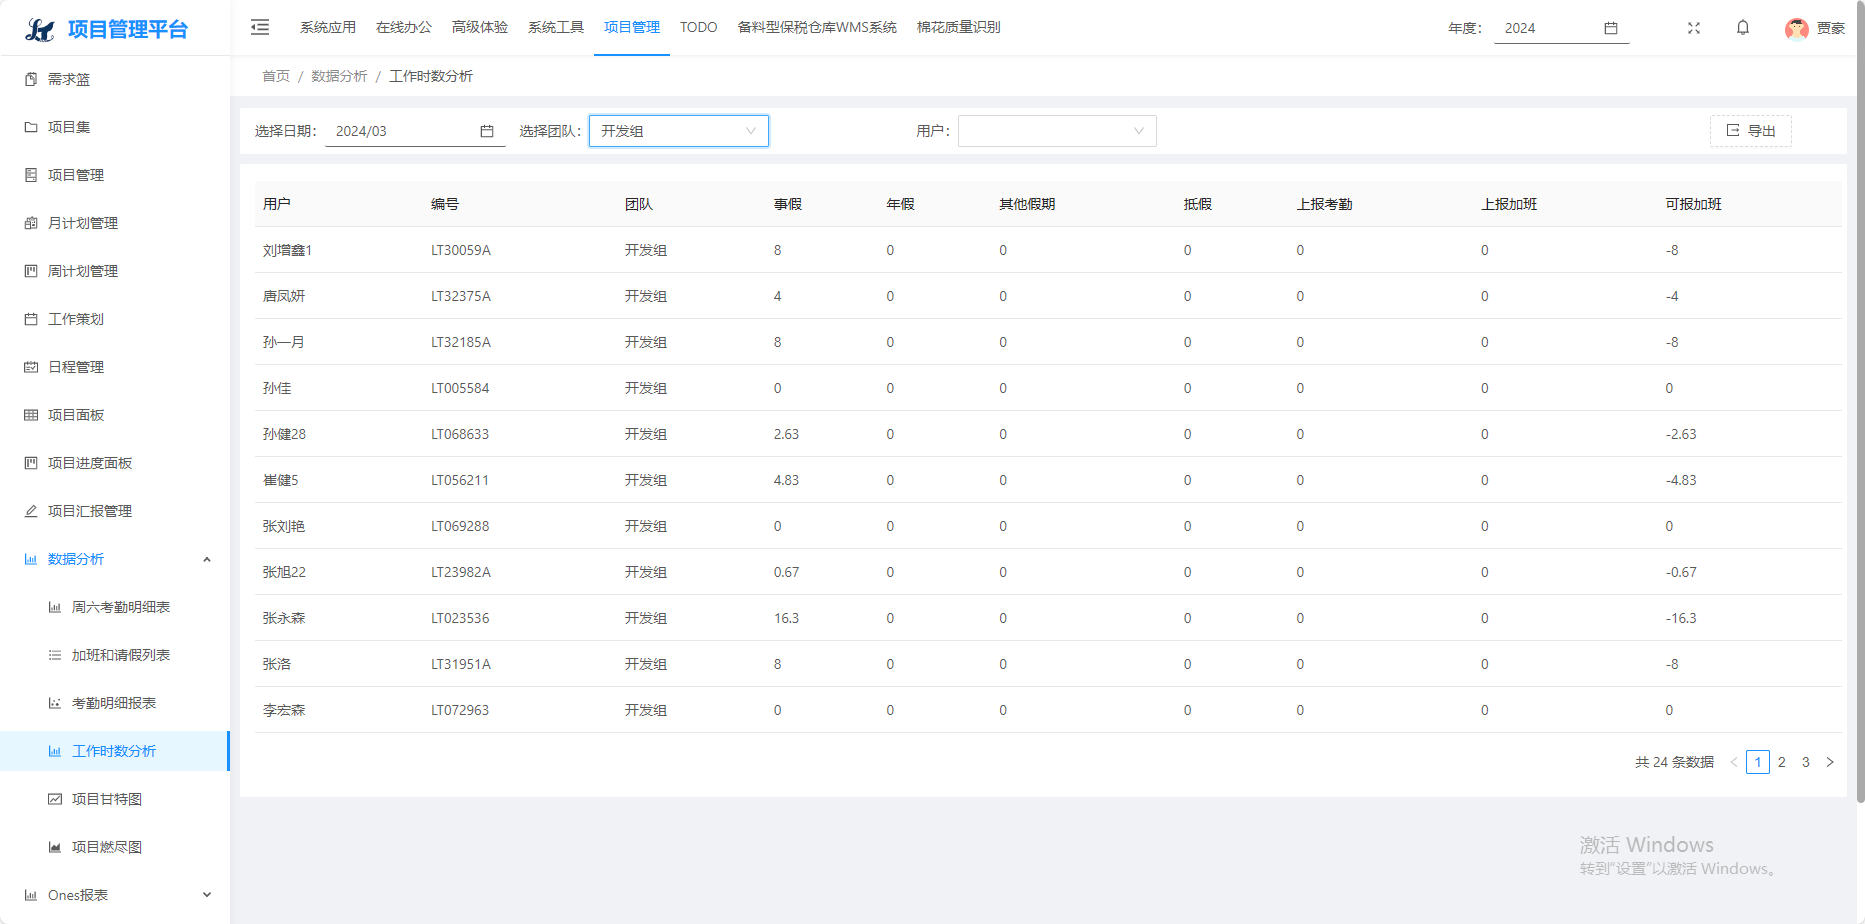 项目管理平台
系统应用 在线办公 高级体验 系统工具 项目管理 TODO 备料型保税仓库WMS系统 棉花质量识别
年度： 2024
贾豪
首页 / 数据分析 / 工作时数分析
需求篮
项目集
项目管理
月计划管理
周计划管理
工作策划
日程管理
项目面板
项目进度面板
项目汇报管理
数据分析
周六考勤明细表
加班和请假列表
考勤明细报表
工作时数分析
项目甘特图
项目燃尽图
Ones报表
选择日期： 2024/03 选择团队： 开发组 用户： 导出
用户 编号 团队 事假 年假 其他假期 抵假 上报考勤 上报加班 可报加班
刘增鑫1 LT30059A 开发组 8 0 0 0 0 0 -8
唐凤妍 LT32375A 开发组 4 0 0 0 0 0 -4
孙一月 LT32185A 开发组 8 0 0 0 0 0 -8
孙佳 LT005584 开发组 0 0 0 0 0 0 0
孙健28 LT068633 开发组 2.63 0 0 0 0 0 -2.63
崔健5 LT056211 开发组 4.83 0 0 0 0 0 -4.83
张刘艳 LT069288 开发组 0 0 0 0 0 0 0
张旭22 LT23982A 开发组 0.67 0 0 0 0 0 -0.67
张永森 LT023536 开发组 16.3 0 0 0 0 0 -16.3
张洛 LT31951A 开发组 8 0 0 0 0 0 -8
李宏森 LT072963 开发组 0 0 0 0 0 0 0
共 24 条数据 1 2 3
激活 Windows
转到"设置"以激活 Windows。